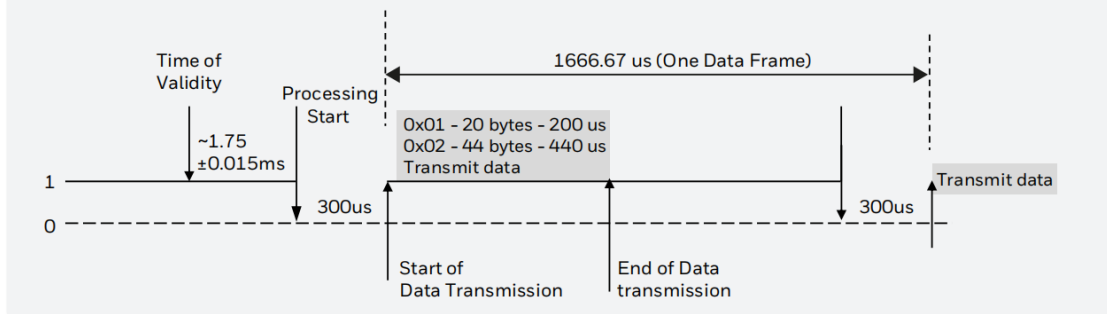 1666.67 us (One Data Frame)
Time of
Validity
Processing
Start
~1.75
±0.015ms
0x01 - 20 bytes - 200 us
0x02 - 44 bytes - 440 us
Transmit data
1
Transmit data
300us
300us
0
Start of
Data Transmission
End of Data
transmission